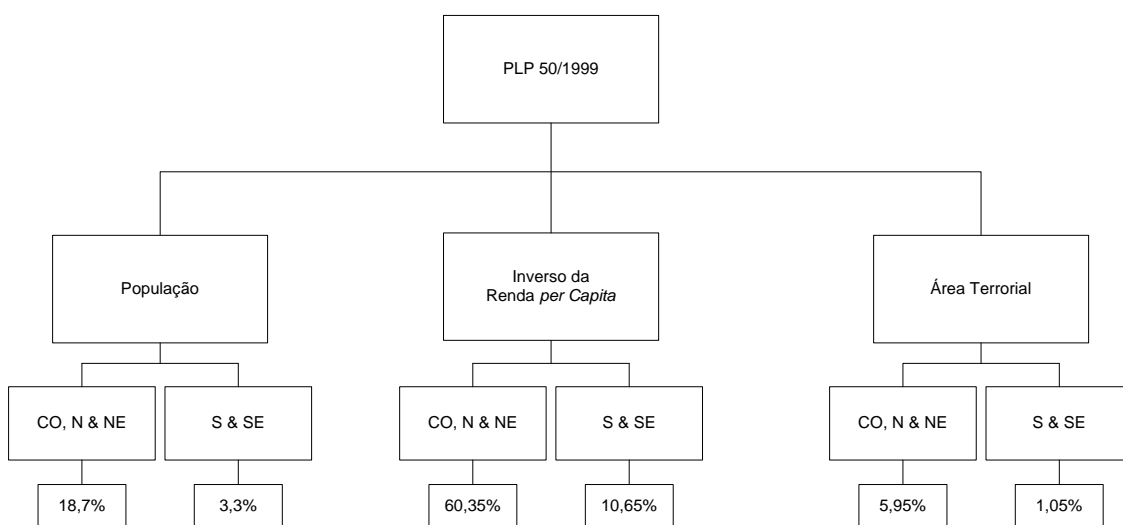 PLP 50/1999
População
Inverso da
Renda per Capita
Área Terrorial
CO, N & NE
S & SE
CO, N & NE
S & SE
CO, N & NE
S & SE
18,7%
3,3%
60,35%
10,65%
5,95%
1,05%